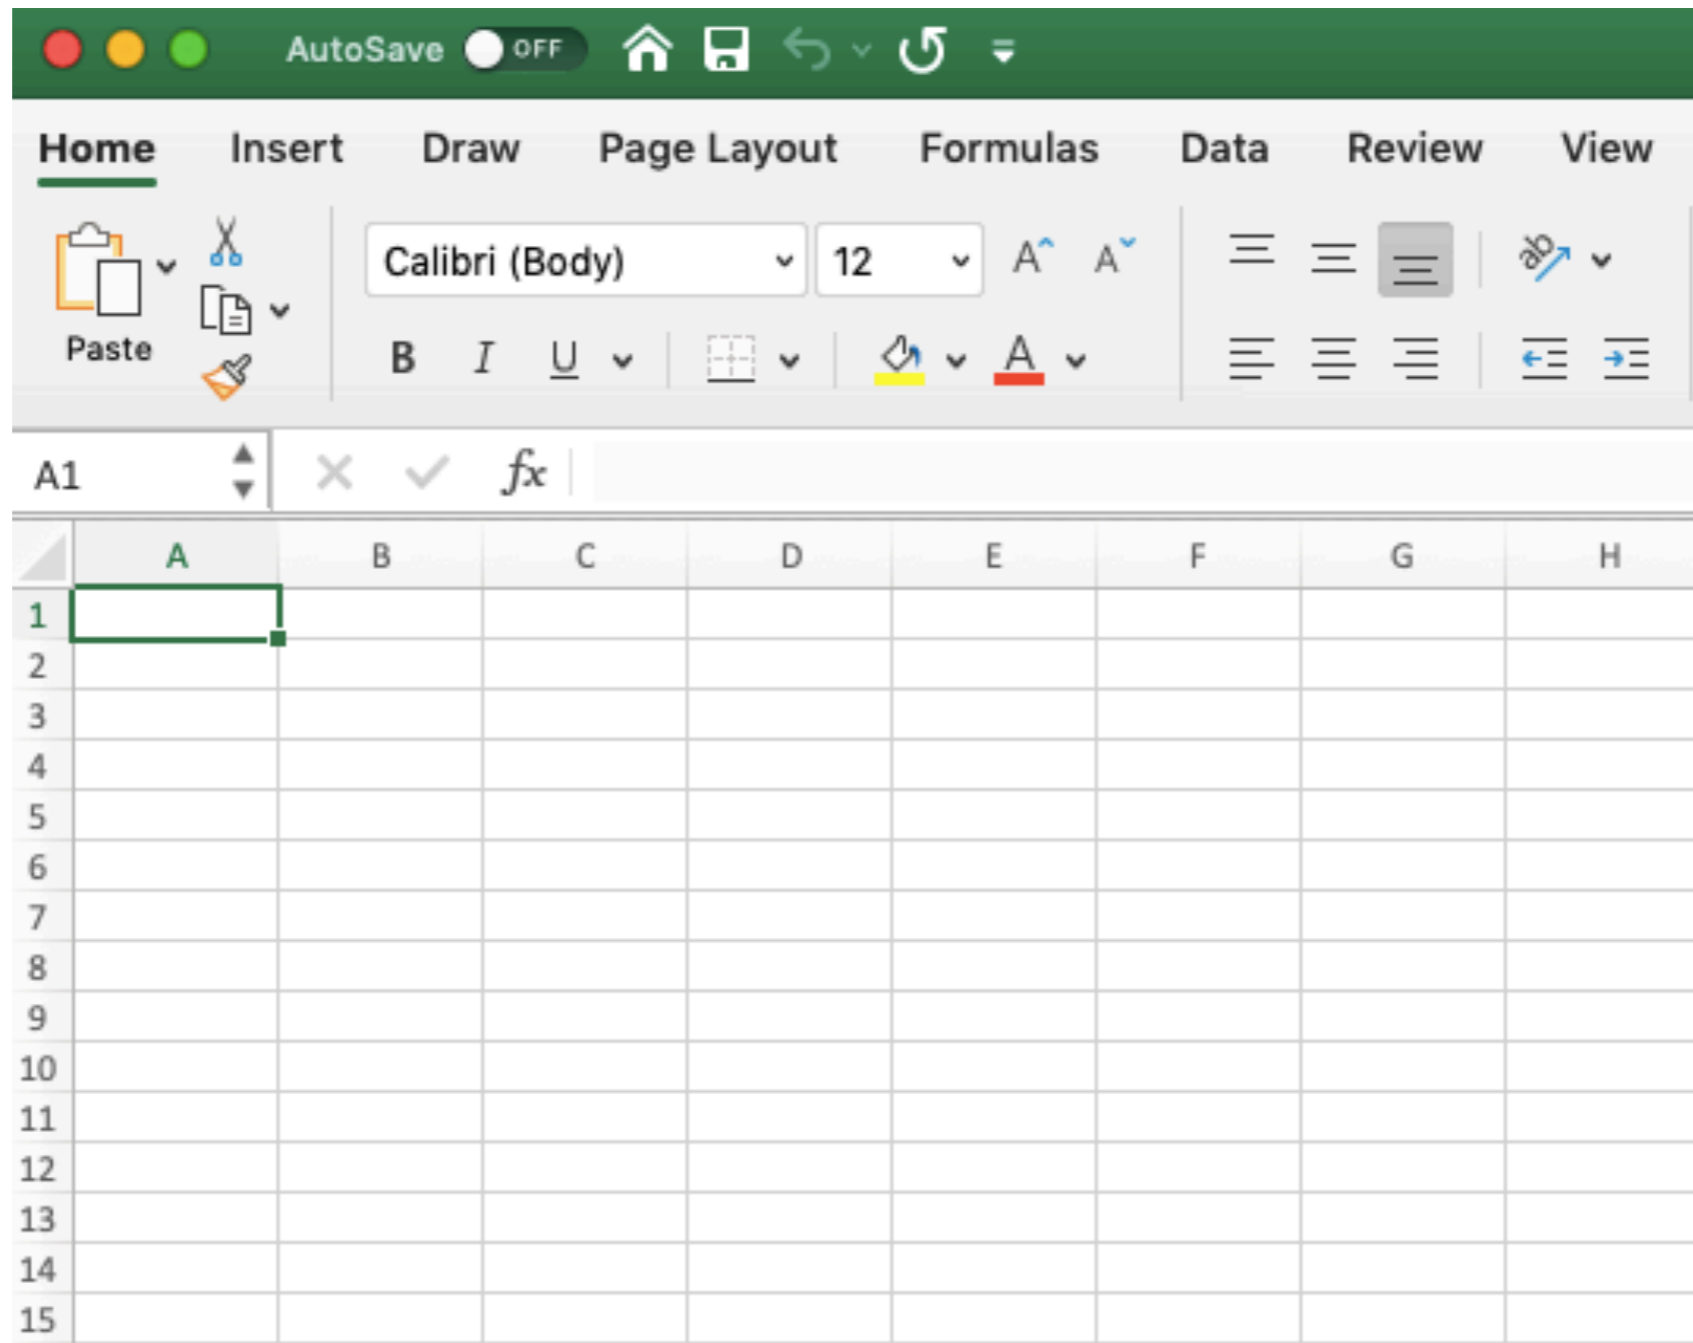 AutoSave OFF
Home Insert Draw Page Layout Formulas Data Review View
Paste
Calibri (Body) 12 A A ab
B I U A
A1 fx
A B C D E F G H
1
2
3
4
5
6
7
8
9
10
11
12
13
14
15